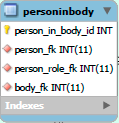 personinbody
person_in_body_id INT
person_fk INT(11)
person_role_fk INT(11)
body_fk INT(11)
Indexes